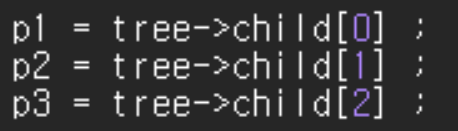 p1 = tree->child[0] ;
p2 = tree->child[1] ;
p3 = tree->child[2] ;